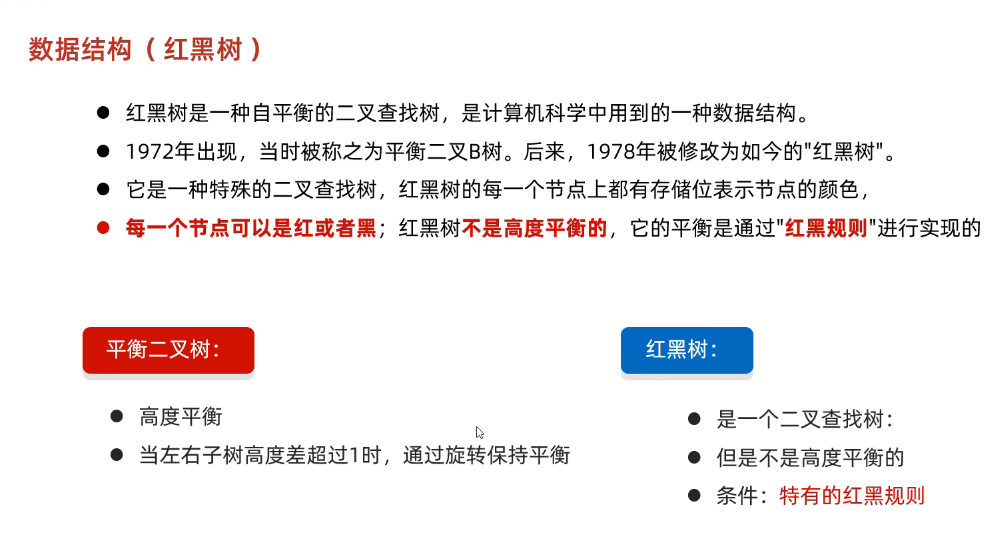 数据结构（红黑树）
红黑树是一种自平衡的二叉查找树，是计算机科学中用到的一种数据结构。
1972年出现，当时被称之为平衡二叉B树。后来，1978年被修改为如今的"红黑树"。
它是一种特殊的二叉查找树，红黑树的每一个节点上都有存储位表示节点的颜色，
每一个节点可以是红或者黑；红黑树不是高度平衡的，它的平衡是通过"红黑规则"进行实现的
平衡二叉树：
高度平衡
当左右子树高度差超过1时，通过旋转保持平衡
红黑树：
是一个二叉查找树：
但是不是高度平衡的
条件：特有的红黑规则